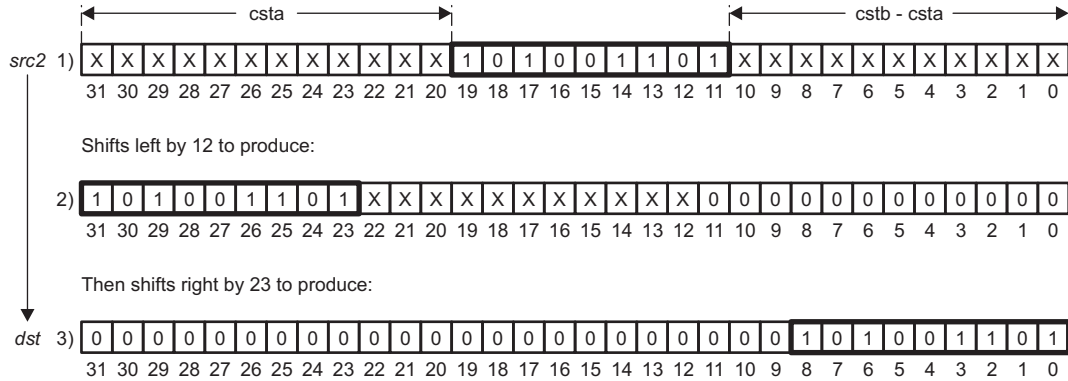 csta cstb - csta
src2 1) X X X X X X X X X X X X 1 0 1 0 0 1 1 0 1 X X X X X X X X X X X
31 30 29 28 27 26 25 24 23 22 21 20 19 18 17 16 15 14 13 12 11 10 9 8 7 6 5 4 3 2 1 0
Shifts left by 12 to produce:
2) 1 0 1 0 0 1 1 0 1 X X X X X X X X X X X 0 0 0 0 0 0 0 0 0 0 0 0
31 30 29 28 27 26 25 24 23 22 21 20 19 18 17 16 15 14 13 12 11 10 9 8 7 6 5 4 3 2 1 0
Then shifts right by 23 to produce:
dst 3) 0 0 0 0 0 0 0 0 0 0 0 0 0 0 0 0 0 0 0 0 0 0 0 1 0 1 0 0 1 1 0 1
31 30 29 28 27 26 25 24 23 22 21 20 19 18 17 16 15 14 13 12 11 10 9 8 7 6 5 4 3 2 1 0